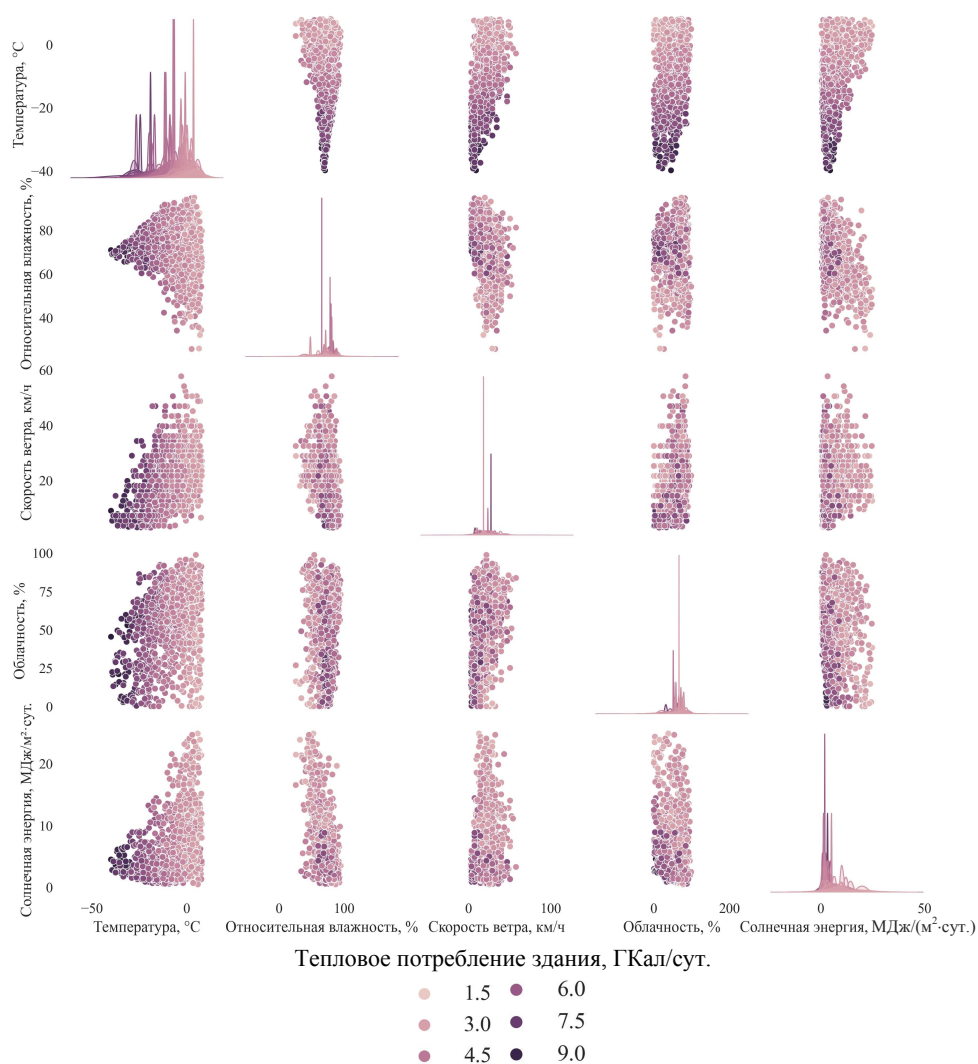 0
−20
−40
Температура, °C
80
60
40
Относительная влажность, %
60
40
20
0
Скорость ветра, км/ч
100
75
50
25
0
Облачность, %
20
10
0
Солнечная энергия, МДж/м²·сут.
−50 0 0 100 0 100 0 200 0 50
Температура, °C Относительная влажность, % Скорость ветра, км/ч Облачность, % Солнечная энергия, МДж/(м²·сут.)
Тепловое потребление здания, ГКал/сут.
1.5 6.0
3.0 7.5
4.5 9.0